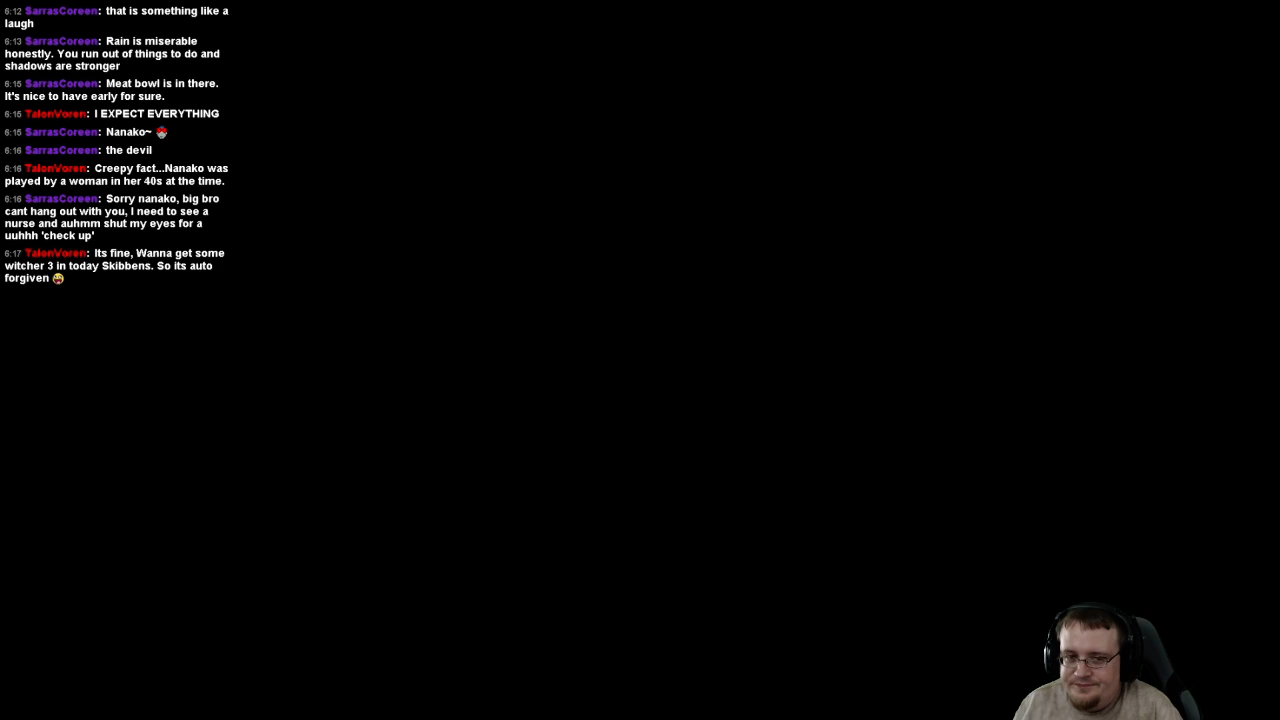 6:12 SarrasCoreen: that is something like a
laugh
6:13 SarrasCoreen: Rain is miserable
honestly. You run out of things to do and
shadows are stronger
6:15 SarrasCoreen: Meat bowl is in there.
It's nice to have early for sure.
6:15 TalonVoren: I EXPECT EVERYTHING
6:15 SarrasCoreen: Nanako~
6:16 SarrasCoreen: the devil
6:16 TalonVoren: Creepy fact...Nanako was
played by a woman in her 40s at the time.
6:16 SarrasCoreen: Sorry nanako, big bro
cant hang out with you, I need to see a
nurse and auhmm shut my eyes for a
uuhhh 'check up'
6:17 TalonVoren: Its fine, Wanna get some
witcher 3 in today Skibbens. So its auto
forgiven